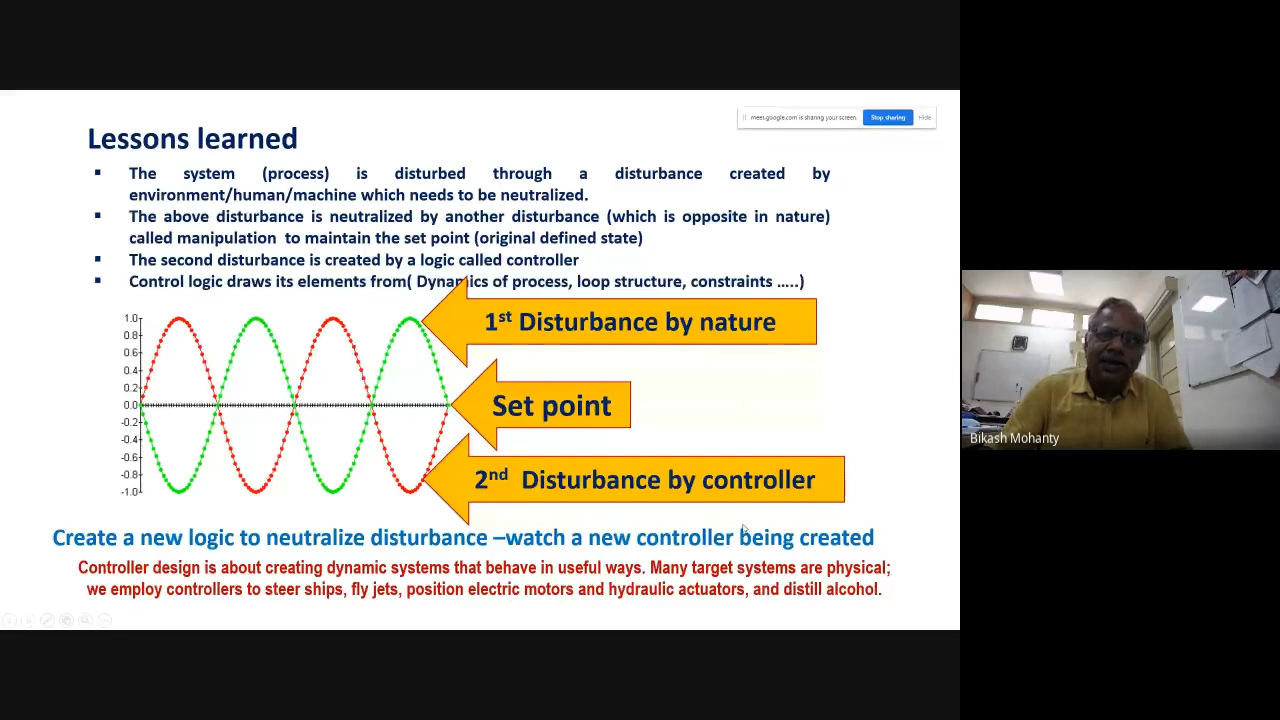 meet.google.com is sharing your screen.
Stop sharing
Hide
Lessons learned
▪ The system (process) is disturbed through a disturbance created by
environment/human/machine which needs to be neutralized.
▪ The above disturbance is neutralized by another disturbance (which is opposite in nature)
called manipulation to maintain the set point (original defined state)
▪ The second disturbance is created by a logic called controller
▪ Control logic draws its elements from( Dynamics of process, loop structure, constraints …..)
1.0
0.8
0.6
0.4
0.2
0.0
-0.2
-0.4
-0.6
-0.8
-1.0
1st Disturbance by nature
Set point
2nd Disturbance by controller
Create a new logic to neutralize disturbance –watch a new controller being created
Controller design is about creating dynamic systems that behave in useful ways. Many target systems are physical;
we employ controllers to steer ships, fly jets, position electric motors and hydraulic actuators, and distill alcohol.
Bikash Mohanty